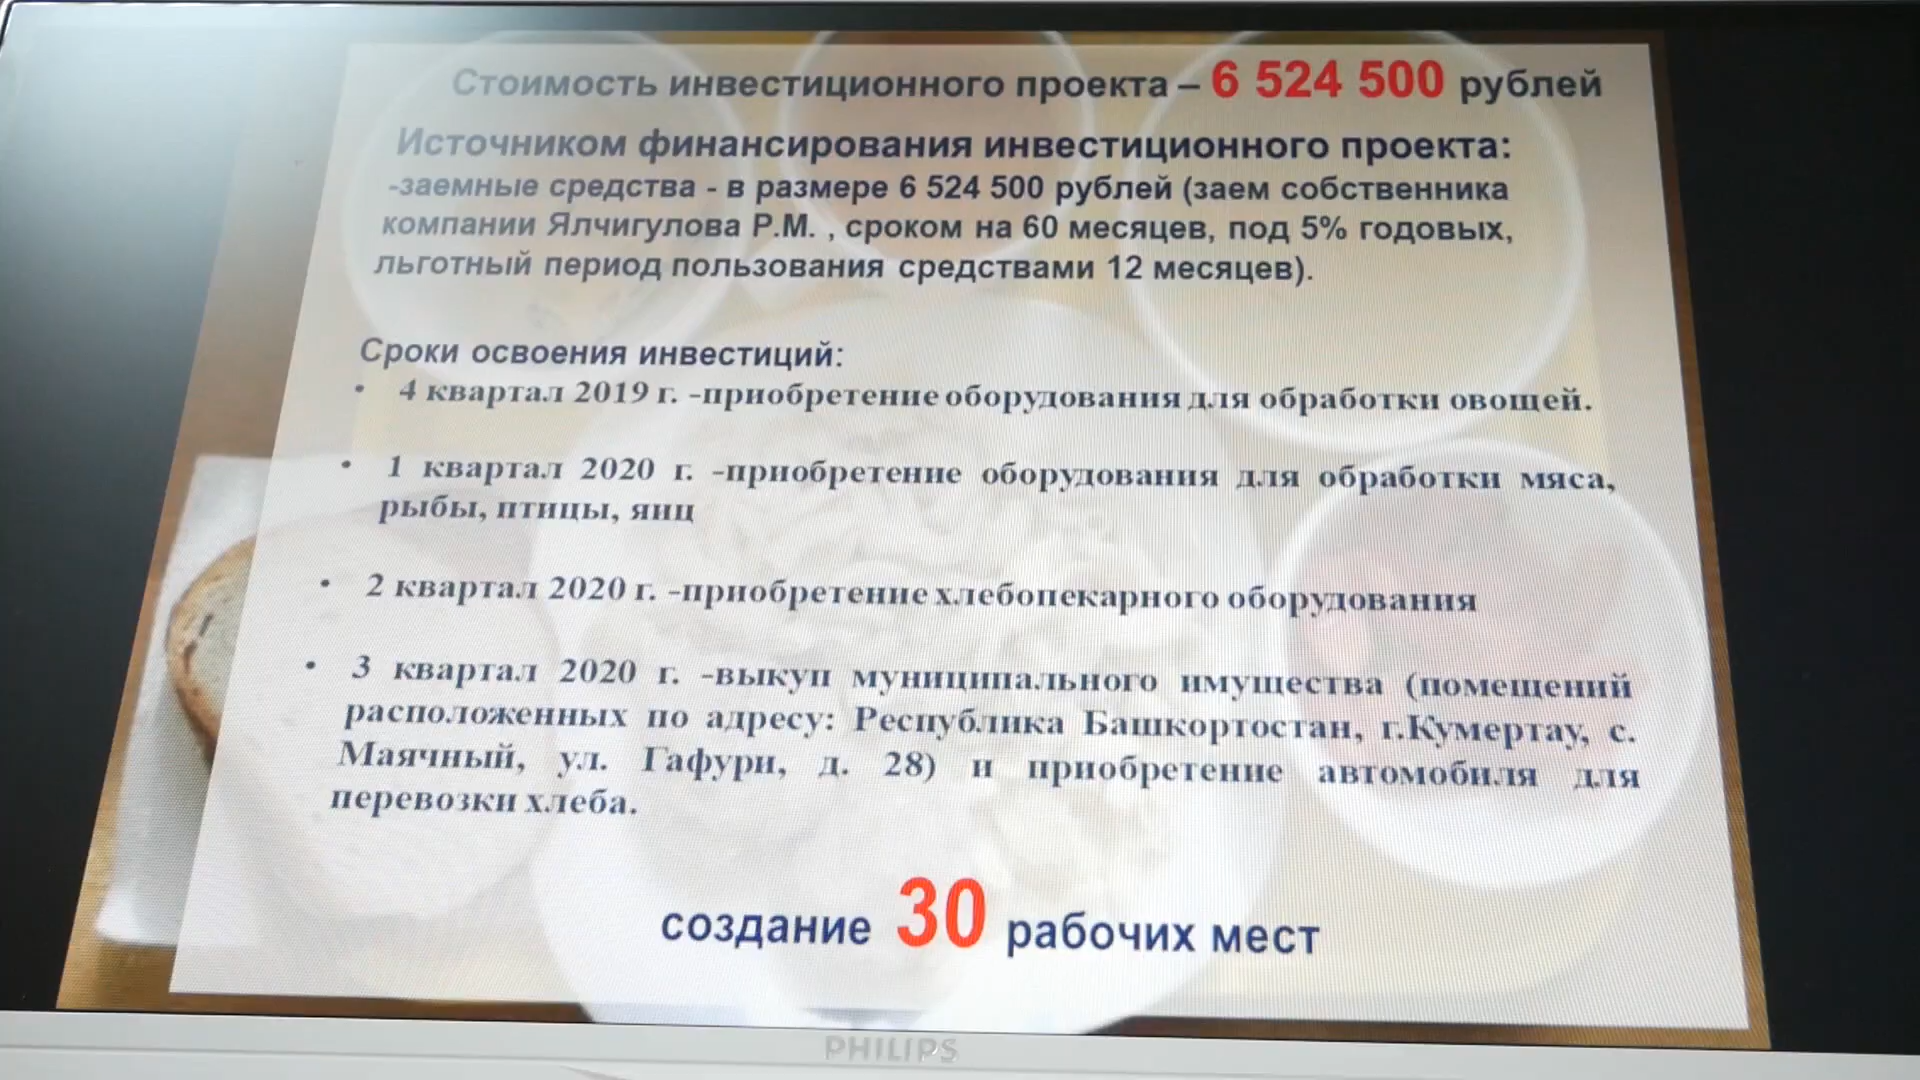 Стоимость инвестиционного проекта – 6 524 500 рублей
Источником финансирования инвестиционного проекта:
-заемные средства - в размере 6 524 500 рублей (заем собственника
компании Ялчигулова Р.М. , сроком на 60 месяцев, под 5% годовых,
льготный период пользования средствами 12 месяцев).
Сроки освоения инвестиций:
• 4 квартал 2019 г. -приобретение оборудования для обработки овощей.
• 1 квартал 2020 г. -приобретение оборудования для обработки мяса,
рыбы, птицы, яиц
• 2 квартал 2020 г. -приобретение хлебопекарного оборудования
• 3 квартал 2020 г. -выкуп муниципального имущества (помещений
расположенных по адресу: Республика Башкортостан, г.Кумертау, с.
Маячный, ул. Гафури, д. 28) и приобретение автомобиля для
перевозки хлеба.
создание 30 рабочих мест
PHILIPS